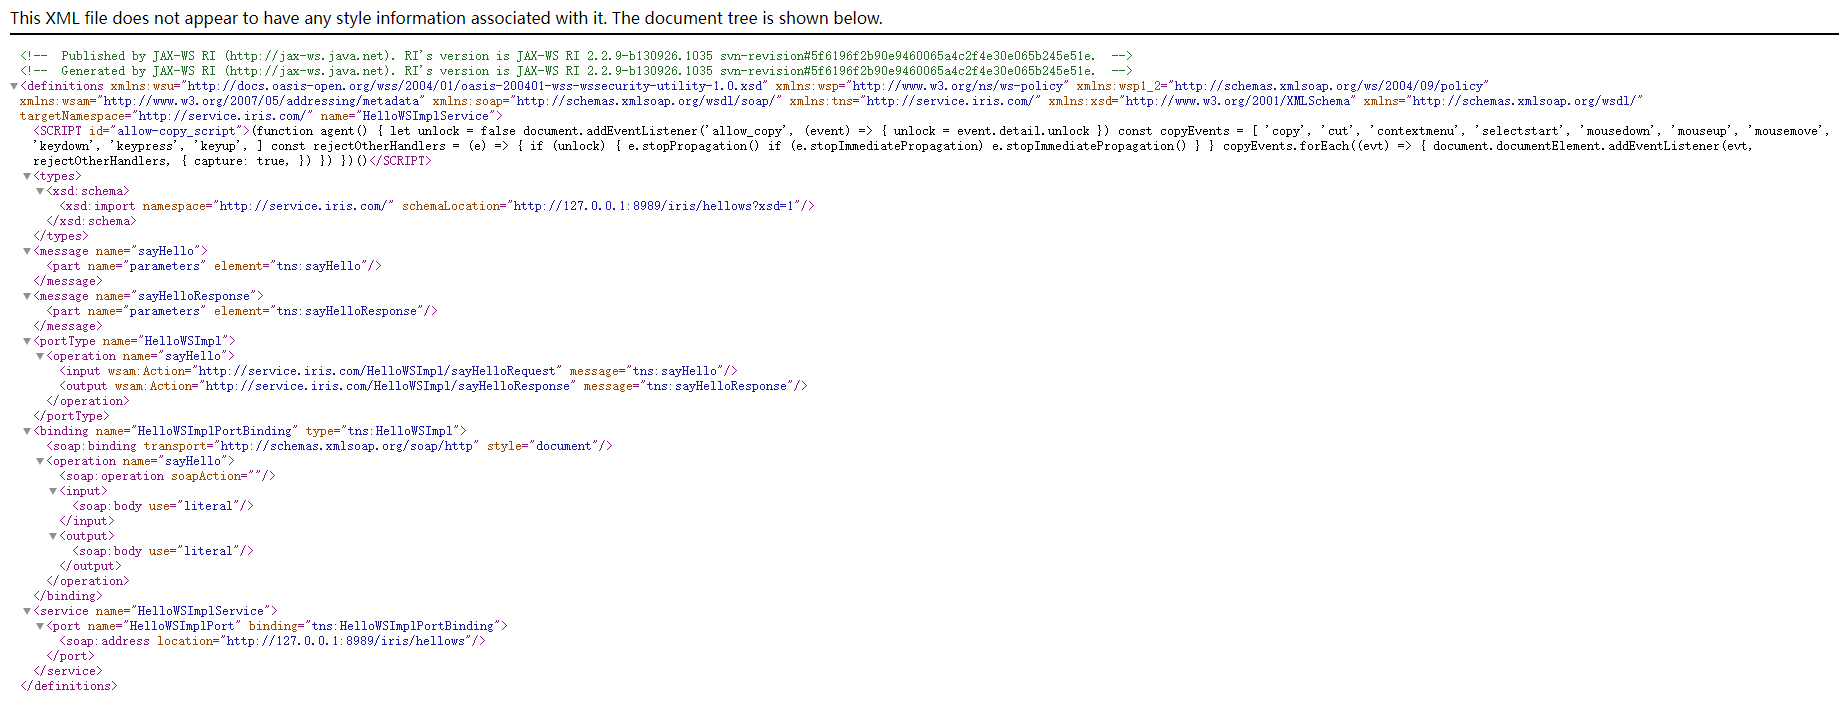 This XML file does not appear to have any style information associated with it. The document tree is shown below.
<!-- Published by JAX-WS RI (http://jax-ws.java.net). RI's version is JAX-WS RI 2.2.9-b130926.1035 svn-revision#5f6196f2b90e9460065a4c2f4e30e065b245e51e. -->
<!-- Generated by JAX-WS RI (http://jax-ws.java.net). RI's version is JAX-WS RI 2.2.9-b130926.1035 svn-revision#5f6196f2b90e9460065a4c2f4e30e065b245e51e. -->
▼<definitions xmlns:wsu="http://docs.oasis-open.org/wss/2004/01/oasis-200401-wss-wssecurity-utility-1.0.xsd" xmlns:wsp="http://www.w3.org/ns/ws-policy" xmlns:wsp1_2="http://schemas.xmlsoap.org/ws/2004/09/policy"
xmlns:wsam="http://www.w3.org/2007/05/addressing/metadata" xmlns:soap="http://schemas.xmlsoap.org/wsdl/soap/" xmlns:tns="http://service.iris.com/" xmlns:xsd="http://www.w3.org/2001/XMLSchema" xmlns="http://schemas.xmlsoap.org/wsdl/"
targetNamespace="http://service.iris.com/" name="HelloWSImplService">
<SCRIPT id="allow-copy_script">(function agent() { let unlock = false document.addEventListener('allow_copy', (event) => { unlock = event.detail.unlock }) const copyEvents = [ 'copy', 'cut', 'contextmenu', 'selectstart', 'mousedown', 'mouseup', 'mousemove',
'keydown', 'keypress', 'keyup', ] const rejectOtherHandlers = (e) => { if (unlock) { e.stopPropagation() if (e.stopImmediatePropagation) e.stopImmediatePropagation() } } copyEvents.forEach((evt) => { document.documentElement.addEventListener(evt,
rejectOtherHandlers, { capture: true, }) }) })()</SCRIPT>
▼<types>
▼<xsd:schema>
<xsd:import namespace="http://service.iris.com/" schemaLocation="http://127.0.0.1:8989/iris/hellows?xsd=1"/>
</xsd:schema>
</types>
▼<message name="sayHello">
<part name="parameters" element="tns:sayHello"/>
</message>
▼<message name="sayHelloResponse">
<part name="parameters" element="tns:sayHelloResponse"/>
</message>
▼<portType name="HelloWSImpl">
▼<operation name="sayHello">
<input wsam:Action="http://service.iris.com/HelloWSImpl/sayHelloRequest" message="tns:sayHello"/>
<output wsam:Action="http://service.iris.com/HelloWSImpl/sayHelloResponse" message="tns:sayHelloResponse"/>
</operation>
</portType>
▼<binding name="HelloWSImplPortBinding" type="tns:HelloWSImpl">
<soap:binding transport="http://schemas.xmlsoap.org/soap/http" style="document"/>
▼<operation name="sayHello">
<soap:operation soapAction=""/>
▼<input>
<soap:body use="literal"/>
</input>
▼<output>
<soap:body use="literal"/>
</output>
</operation>
</binding>
▼<service name="HelloWSImplService">
▼<port name="HelloWSImplPort" binding="tns:HelloWSImplPortBinding">
<soap:address location="http://127.0.0.1:8989/iris/hellows"/>
</port>
</service>
</definitions>